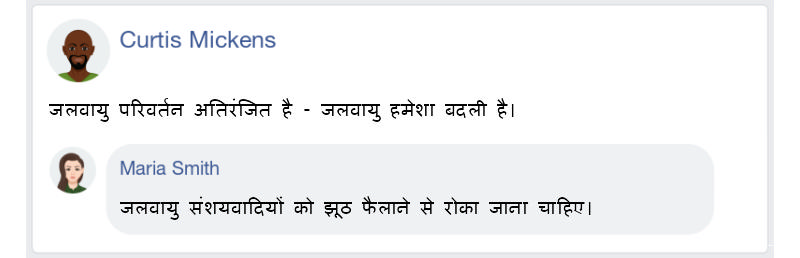 Curtis Mickens
जलवायु परिवर्तन अतिरंजित है - जलवायु हमेशा बदली है।
Maria Smith
जलवायु संशयवादियों को झूठ फैलाने से रोका जाना चाहिए।